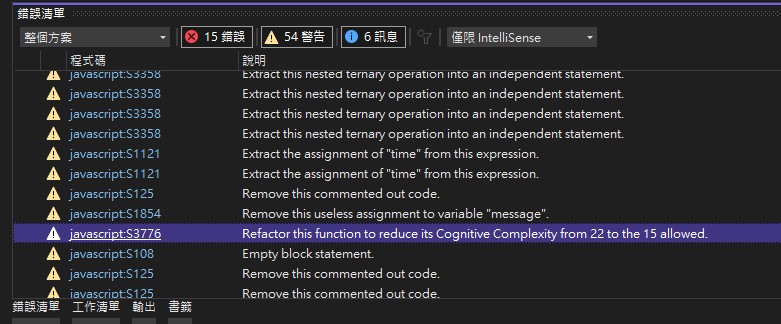 錯誤清單
整個方案 15 錯誤 54 警告 6 訊息 僅限 IntelliSense
程式碼 說明
javascript:S3358 Extract this nested ternary operation into an independent statement.
javascript:S3358 Extract this nested ternary operation into an independent statement.
javascript:S3358 Extract this nested ternary operation into an independent statement.
javascript:S3358 Extract this nested ternary operation into an independent statement.
javascript:S1121 Extract the assignment of "time" from this expression.
javascript:S1121 Extract the assignment of "time" from this expression.
javascript:S125 Remove this commented out code.
javascript:S1854 Remove this useless assignment to variable "message".
javascript:S3776 Refactor this function to reduce its Cognitive Complexity from 22 to the 15 allowed.
javascript:S108 Empty block statement.
javascript:S125 Remove this commented out code.
javascript:S125 Remove this commented out code.
錯誤清單 工作清單 輸出 書籤